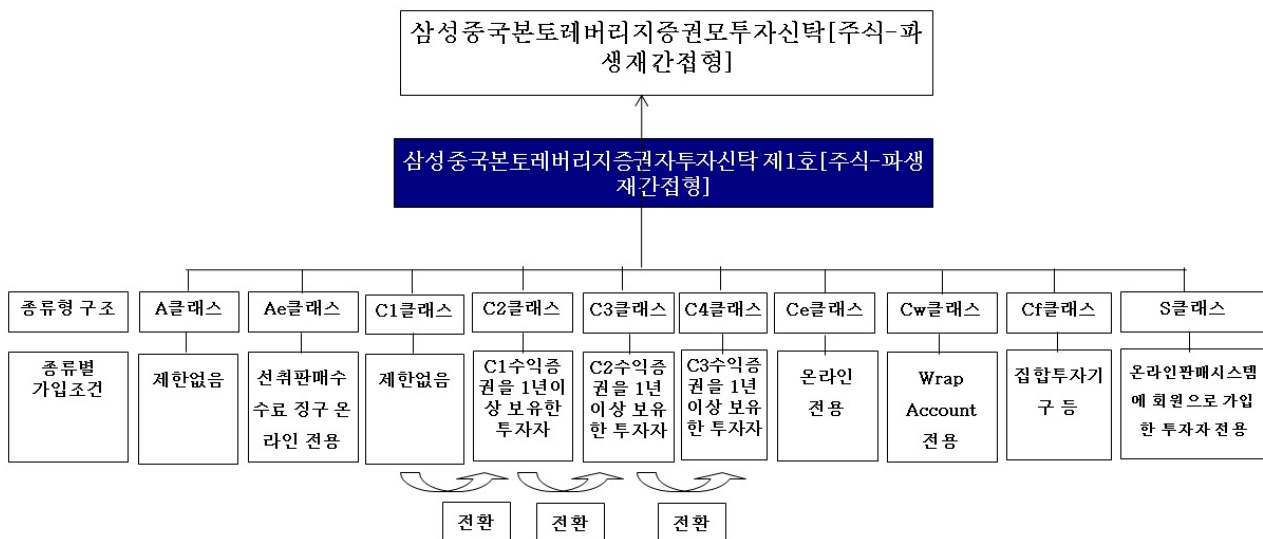 삼성중국본토레버리지증권모투자신탁[주식-파
생재간접형]
삼성중국본토레버리지증권자투자신탁 제1호[주식-파생
재간접형]
종류형 구조
A클래스
Ae클래스
C1클래스
C2클래스
C3클래스
C4클래스
Ce클래스
Cw클래스
Cf클래스
S클래스
종류별
가입조건
제한없음
선취판매수
수료 징구 온
라인 전용
제한없음
C1수익증
권을 1년이
상 보유한
투자자
C2수익증
권을 1년
이상 보유
한 투자자
C3수익증
권을 1년
이상 보유
한 투자자
온라인
전용
Wrap
Account
전용
집합투자기
구 등
온라인판매시스템
에 회원으로 가입
한 투자자 전용
전환
전환
전환